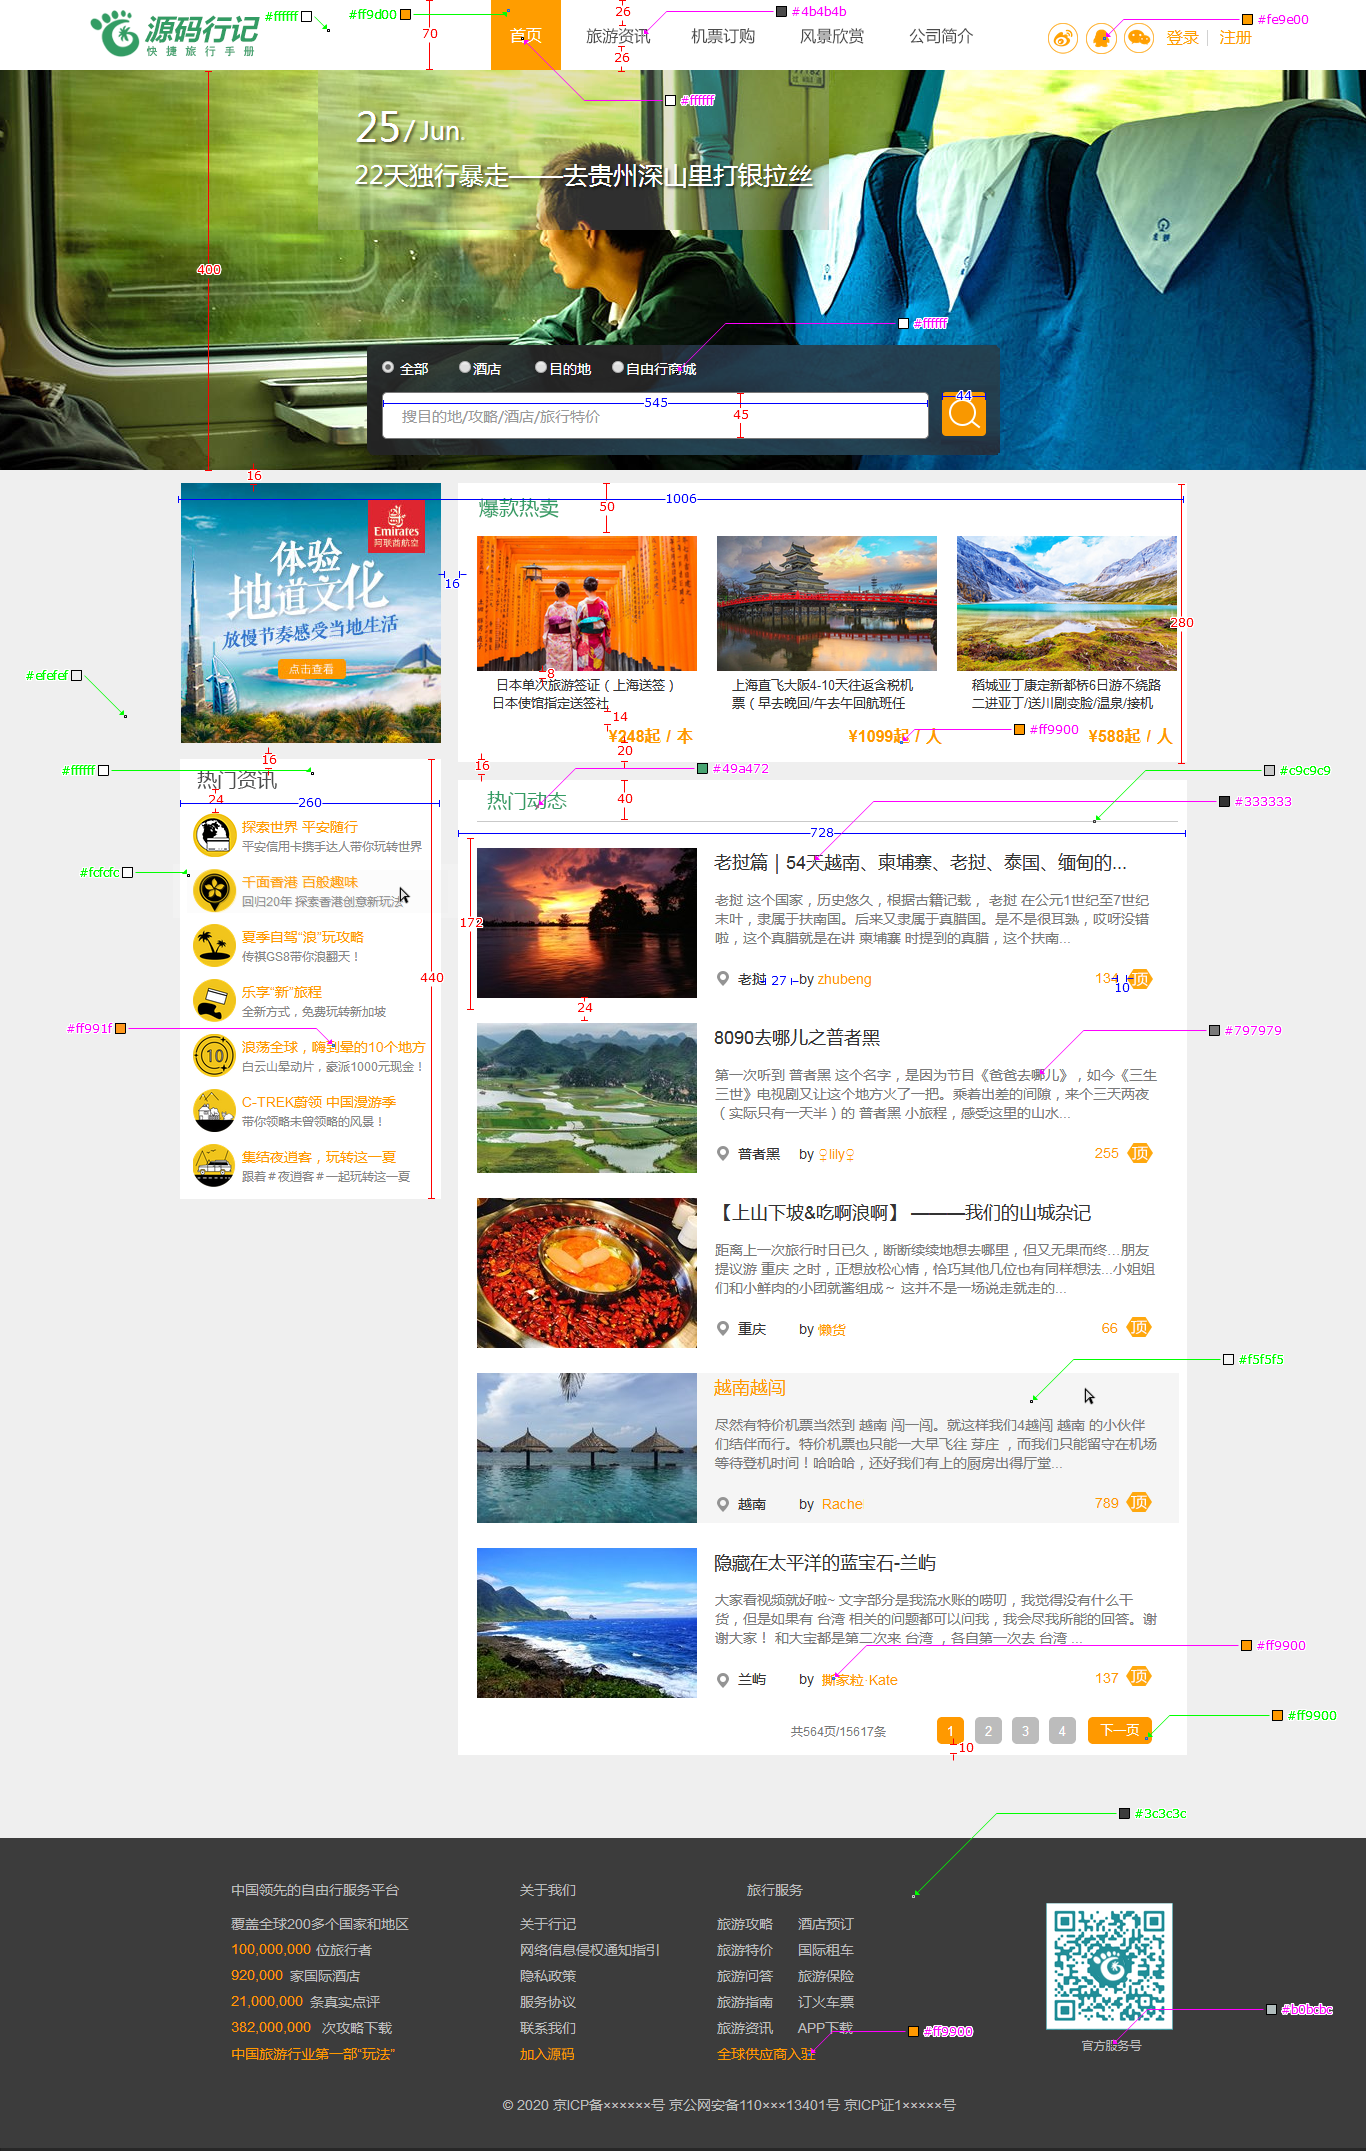 源码行记
快捷旅行手册
#ffffff
#ff9d00
70
首页
26
旅游资讯
26
#4b4b4b
机票订购
风景欣赏
公司简介
#fe9e00
登录
注册
#ffffff
25/Jun.
22天独行暴走——去贵州深山里打银拉丝
400
#ffffff
全部
酒店
目的地
自由行商城
545
44
搜目的地/攻略/酒店/旅行特价
45
16
1006
50
爆款热卖
Emirates
阿联酋航空
体验
地道文化
放慢节奏感受当地生活
点击查看
16
280
#efefef
8
日本单次旅游签证（上海送签）
日本使馆指定送签社
14
¥248起 / 本
20
上海直飞大阪4-10天往返含税机
票（早去晚回/午去午回航班任
¥1099起 / 人
稻城亚丁康定新都桥6日游不绕路
二进亚丁/送川剧变脸/温泉/接机
¥588起 / 人
#ff9900
16
16
#ffffff
热门资讯
24
260
探索世界 平安随行
平安信用卡携手达人带你玩转世界
#fcfcfc
千面香港 百般趣味
回归20年 探索香港创意新玩法
夏季自驾“浪”玩攻略
传祺GS8带你浪翻天！
440
乐享“新”旅程
全新方式，免费玩转新加坡
#ff991f
10
浪荡全球，嗨到晕的10个地方
白云山晕动片，豪派1000元现金！
C-TREK蔚领 中国漫游季
带你领略未曾领略的风景！
集结夜逍客，玩转这一夏
跟着＃夜逍客＃一起玩转这一夏
热门动态
#49a472
40
#c9c9c9
#333333
728
172
老挝篇 | 54天越南、柬埔寨、老挝、泰国、缅甸的...
老挝 这个国家，历史悠久，根据古籍记载， 老挝 在公元1世纪至7世纪
末叶，隶属于扶南国。后来又隶属于真腊国。是不是很耳熟，哎呀没错
啦，这个真腊就是在讲 柬埔寨 时提到的真腊，这个扶南...
老挝
27
by zhubeng
顶
10
24
8090去哪儿之普者黑
#797979
第一次听到 普者黑 这个名字，是因为节目《爸爸去哪儿》，如今《三生
三世》电视剧又让这个地方火了一把。乘着出差的间隙，来个三天两夜
（实际只有一天半）的 普者黑 小旅程，感受这里的山水...
普者黑
by ♀lily♀
255
顶
【上山下坡&吃啊浪啊】 ———我们的山城杂记
距离上一次旅行时日已久，断断续续地想去哪里，但又无果而终...朋友
提议游 重庆 之时，正想放松心情，恰巧其他几位也有同样想法...小姐姐
们和小鲜肉的小团就酱组成~ 这并不是一场说走就走的...
重庆
by 懒货
66
顶
#f5f5f5
越南越闯
尽然有特价机票当然到 越南 闯一闯。就这样我们4越闯 越南 的小伙伴
们结伴而行。特价机票也只能一大早飞往 芽庄 ，而我们只能留守在机场
等待登机时间！哈哈哈，还好我们有上的厨房出得厅堂...
越南
by Rache
789
顶
隐藏在太平洋的蓝宝石-兰屿
大家看视频就好啦~ 文字部分是我流水账的唠叨，我觉得没有什么干
货，但是如果有 台湾 相关的问题都可以问我，我会尽我所能的回答。谢
谢大家！ 和大宝都是第二次来 台湾 ，各自第一次去 台湾 ...
#ff9900
兰屿
by 撕家粒·Kate
137
顶
共564页/15617条
1
2
3
4
下一页
#ff9900
10
#3c3c3c
中国领先的自由行服务平台
覆盖全球200多个国家和地区
100,000,000 位旅行者
920,000 家国际酒店
21,000,000 条真实点评
382,000,000 次攻略下载
中国旅游行业第一部“玩法”
关于我们
关于行记
网络信息侵权通知指引
隐私政策
服务协议
联系我们
加入源码
旅行服务
旅游攻略
酒店预订
旅游特价
国际租车
旅游问答
旅游保险
旅游指南
订火车票
旅游资讯
APP下载
全球供应商入驻
#ff9900
官方服务号
#b0bcbc
© 2020 京ICP备××××××号 京公网安备110×××13401号 京ICP证1×××××号